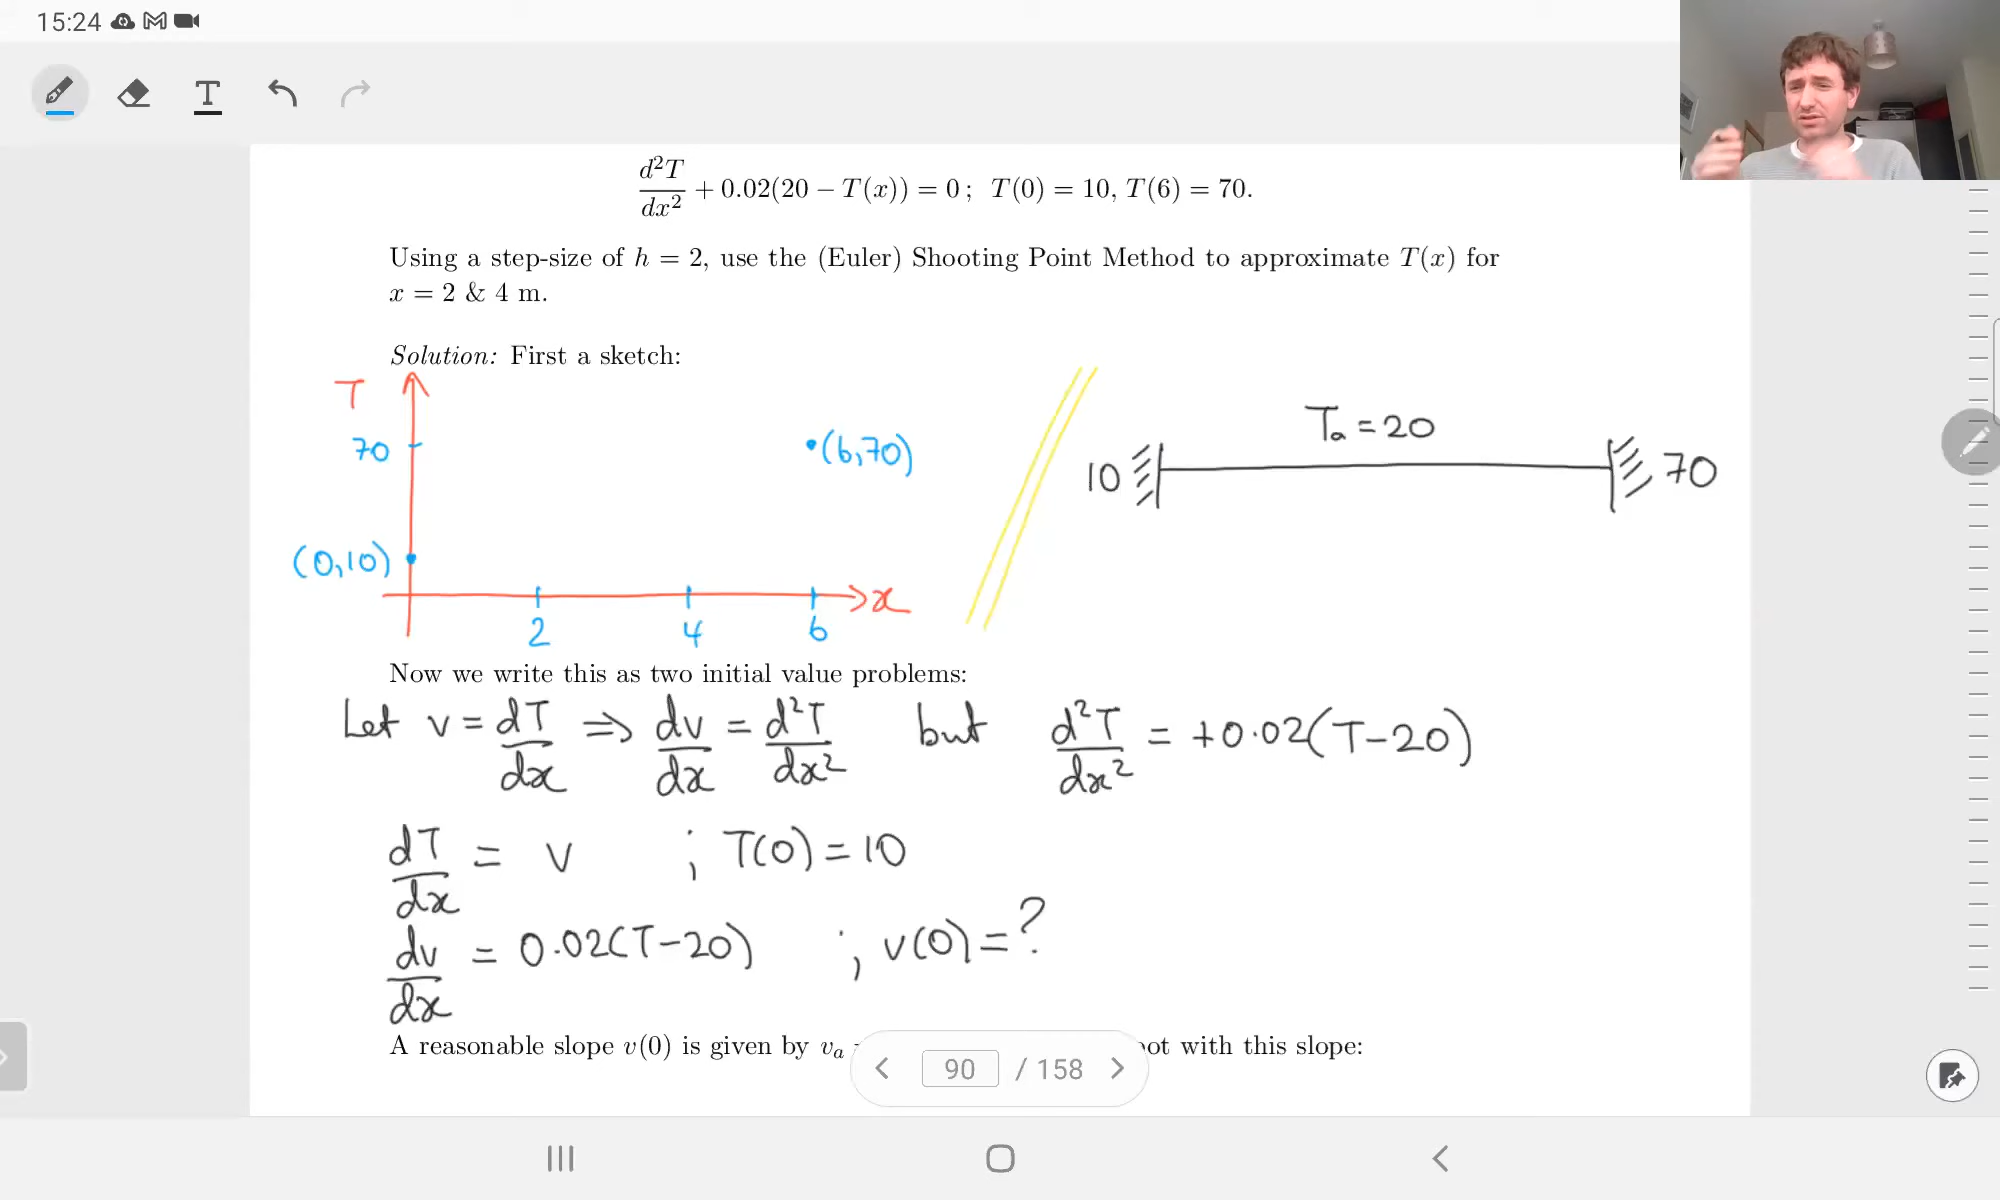 15:24
T
d²T/dx² + 0.02(20 − T(x)) = 0 ; T(0) = 10, T(6) = 70.
Using a step-size of h = 2, use the (Euler) Shooting Point Method to approximate T(x) for
x = 2 & 4 m.
Solution: First a sketch:
T
70
(6,70)
(0,10)
x
2 4 6
Tₐ = 20
10
70
Now we write this as two initial value problems:
Let v = dT/dx ⇒ dv/dx = d²T/dx² but d²T/dx² = +0.02(T−20)
dT/dx = v ; T(0) = 10
dv/dx = 0.02(T−20) ; v(0) = ?
A reasonable slope v(0) is given by vₐ
with this slope:
90 / 158